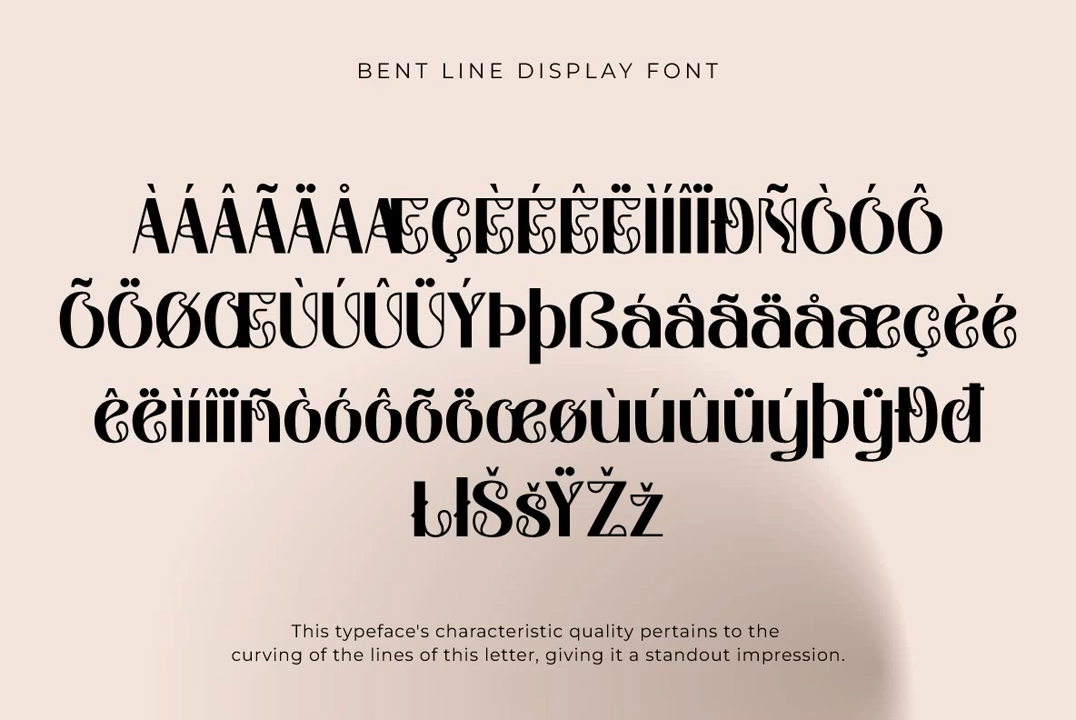 BENT LINE DISPLAY FONT
ÀÁÂÃÄÅÆÇÈÉÊËÌÍÎÏÐÑÒÓÔ
ÕÖØŒÙÚÛÜÝÞþßáâãäåæçèé
êëìíîïñòóôõöœøùúûüýþÿĐđ
ŁłŠšŸŽž
This typeface's characteristic quality pertains to the
curving of the lines of this letter, giving it a standout impression.